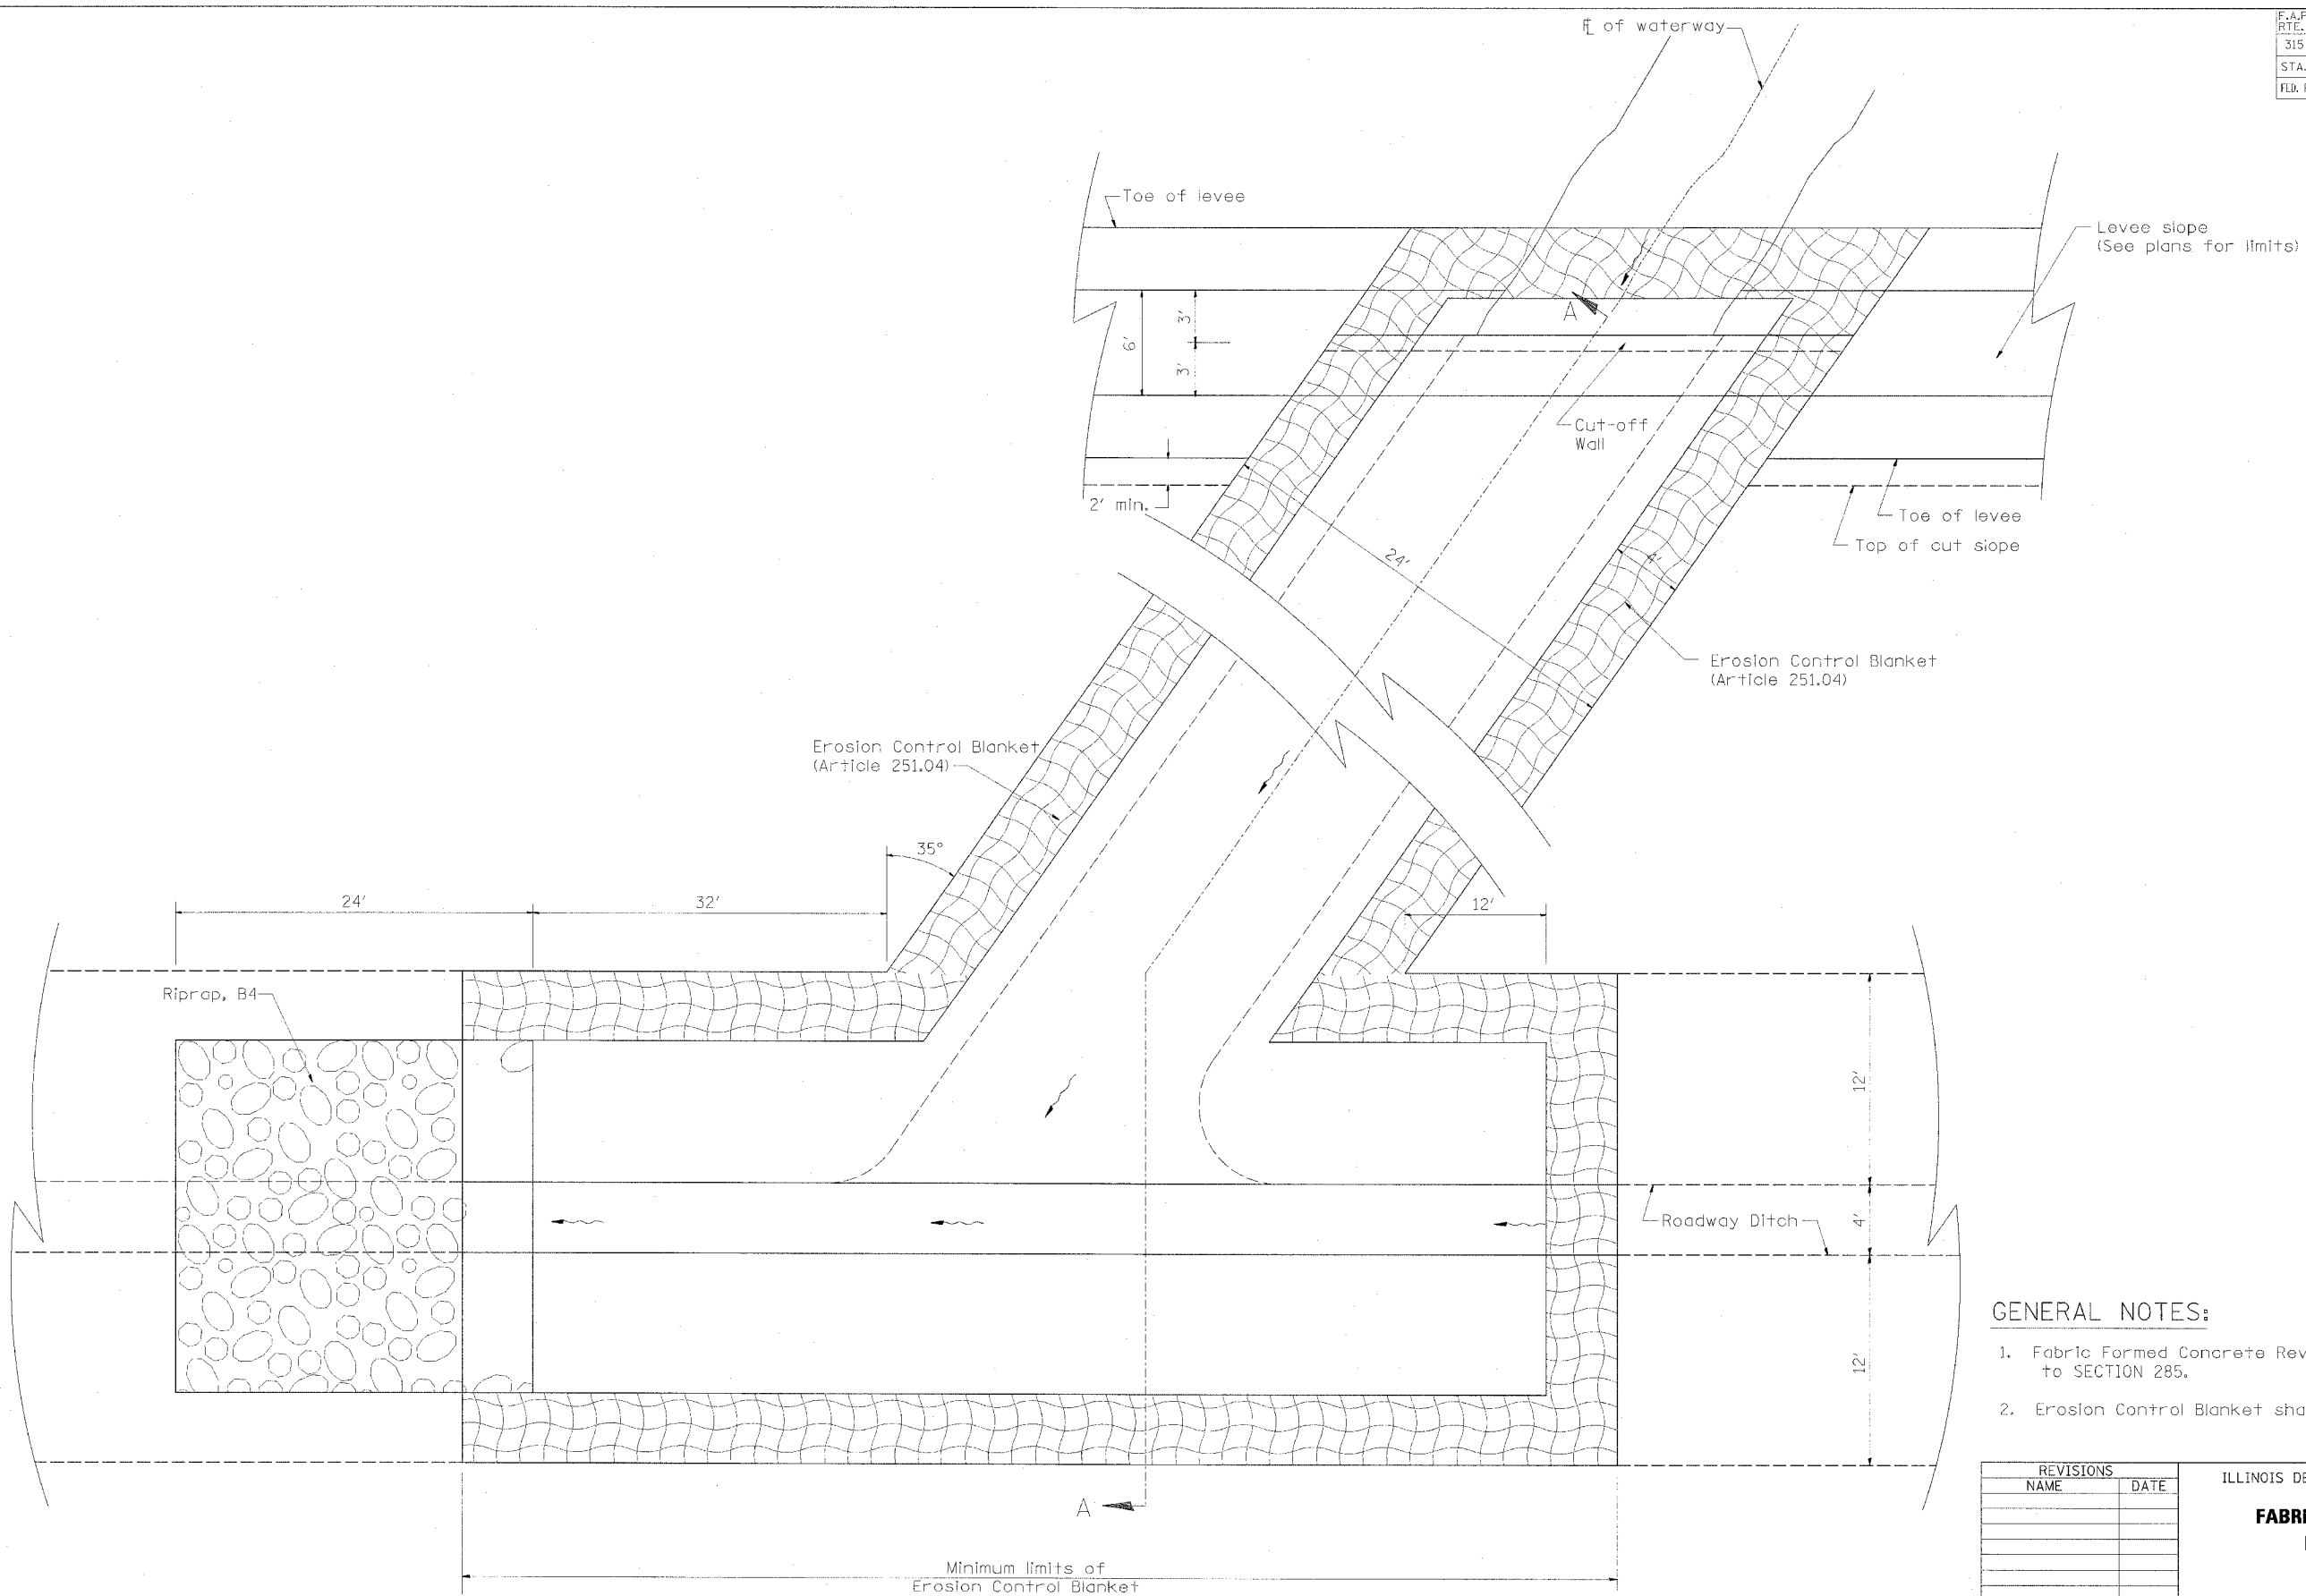 ℄ of waterway
F.A.P
RTE.
315
STA.
FED.
Toe of levee
Levee slope
(See plans for limits)
A
3'
6'
3'
Cut-off
Wall
2' min.
Toe of levee
Top of cut slope
24'
4'
Erosion Control Blanket
(Article 251.04)
Erosion Control Blanket
(Article 251.04)
35°
24'
32'
12'
Riprap, B4
12'
Roadway Ditch
4'
12'
GENERAL NOTES:
1. Fabric Formed Concrete Rev
to SECTION 285.
2. Erosion Control Blanket sha
A
Minimum limits of
Erosion Control Blanket
REVISIONS
NAME DATE
ILLINOIS DE
FABRI